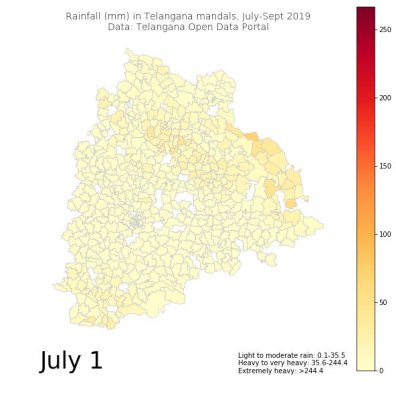 Rainfall (mm) in Telangana mandals, July-Sept 2019
Data: Telangana Open Data Portal
250
200
150
100
50
0
July 1
Light to moderate rain: 0.1-35.5
Heavy to very heavy: 35.6-244.4
Extremely heavy: >244.4